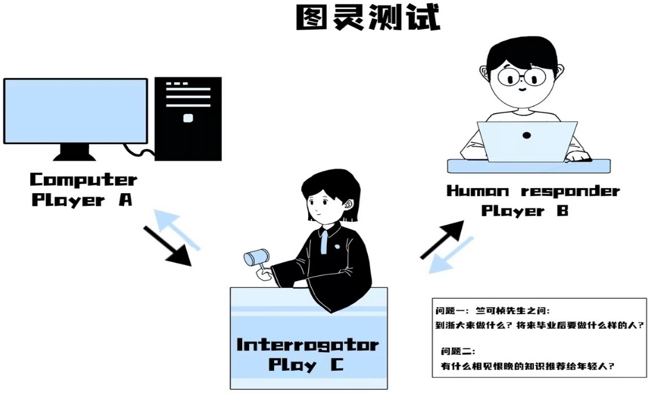 图灵测试
Computer
Player A
Human responder
Player B
Interrogator
Play C
问题一：竺可桢先生之问：
到浙大来做什么？将来毕业后要做什么样的人？
问题二：
有什么相见恨晚的知识推荐给年轻人？